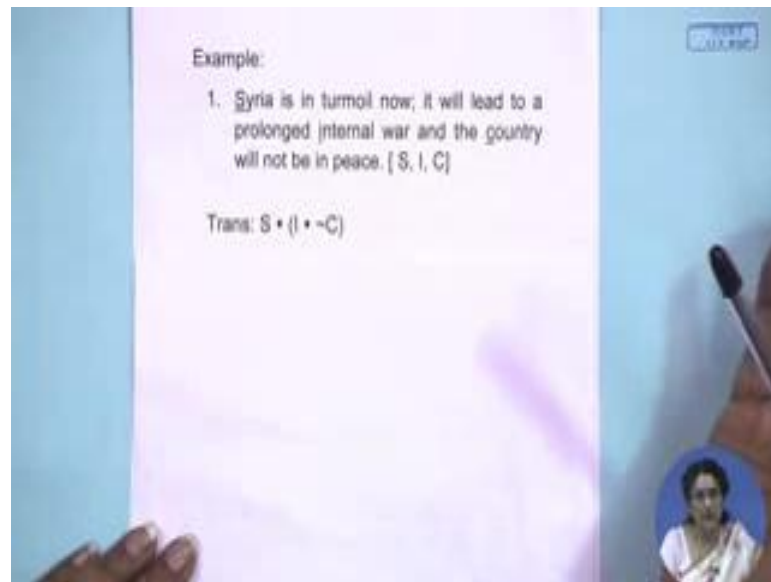 Example:
1. Syria is in turmoil now; it will lead to a
prolonged internal war and the country
will not be in peace. [ S, I, C]
Trans: S • (I • ~C)